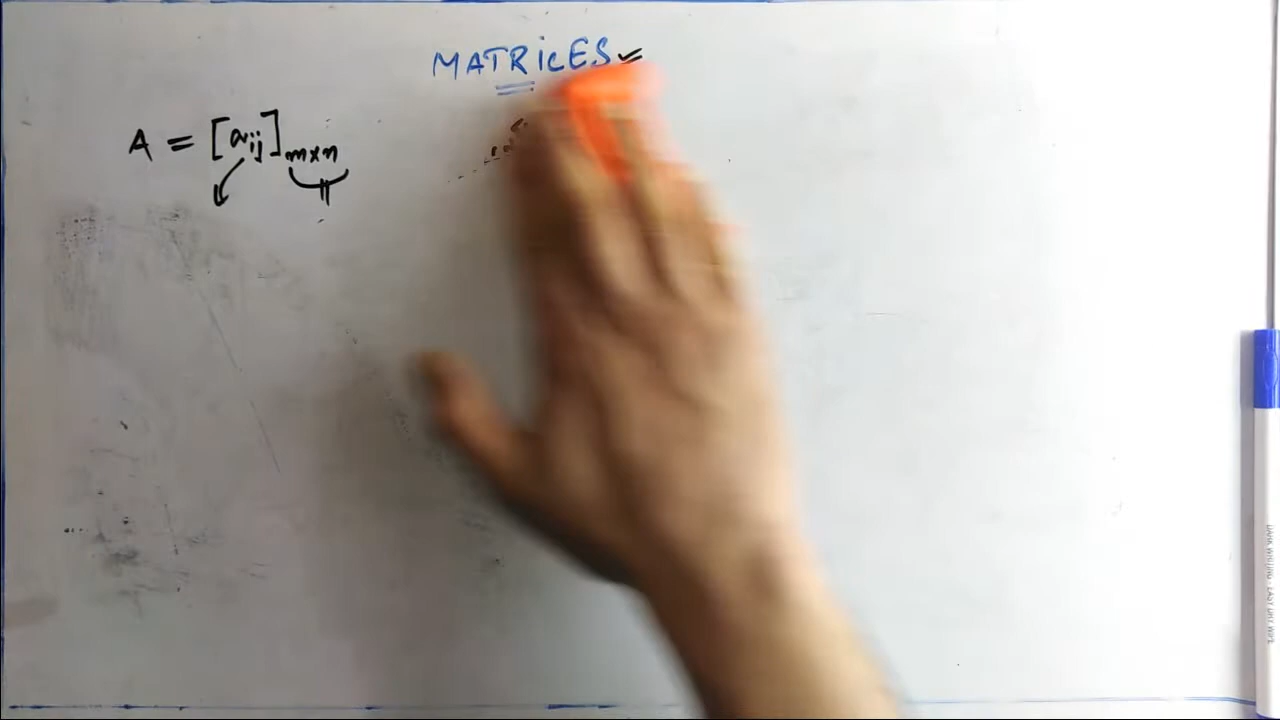 MATRICES
A = [aij]m×n